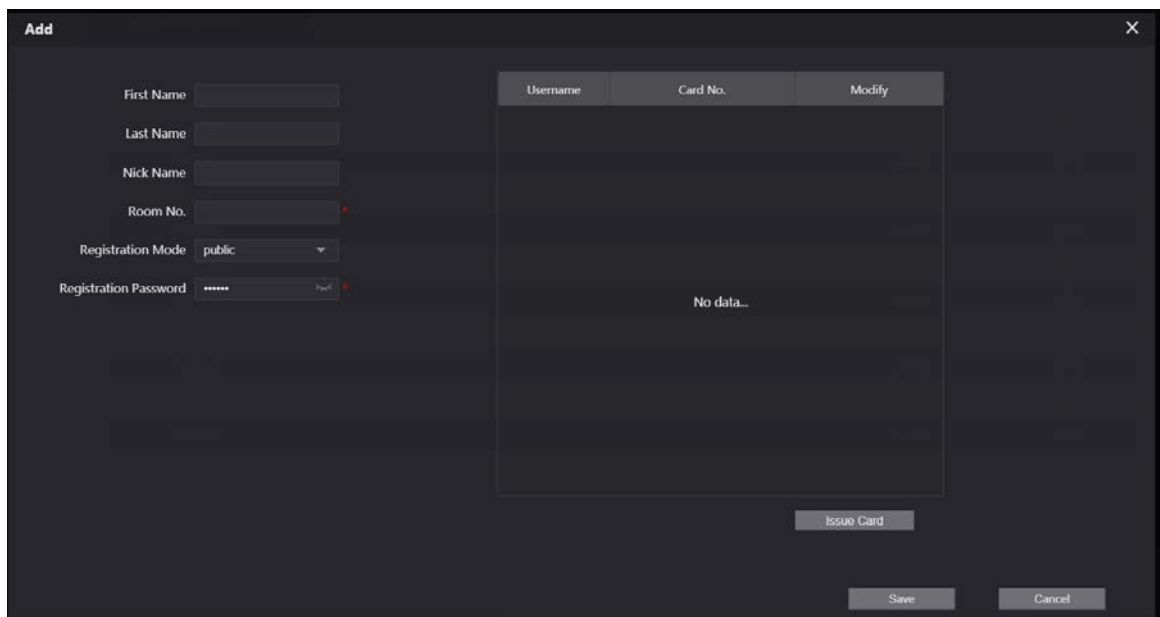 Add
First Name
Last Name
Nick Name
Room No. *
Registration Mode public
Registration Password •••••• *
Username Card No. Modify
No data...
Issue Card
Save Cancel